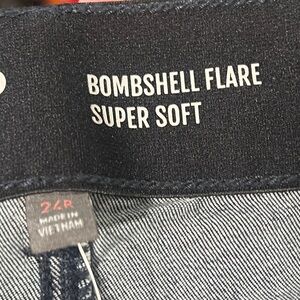 BOMBSHELL FLARE
SUPER SOFT
24R
MADE IN
VIETNAM